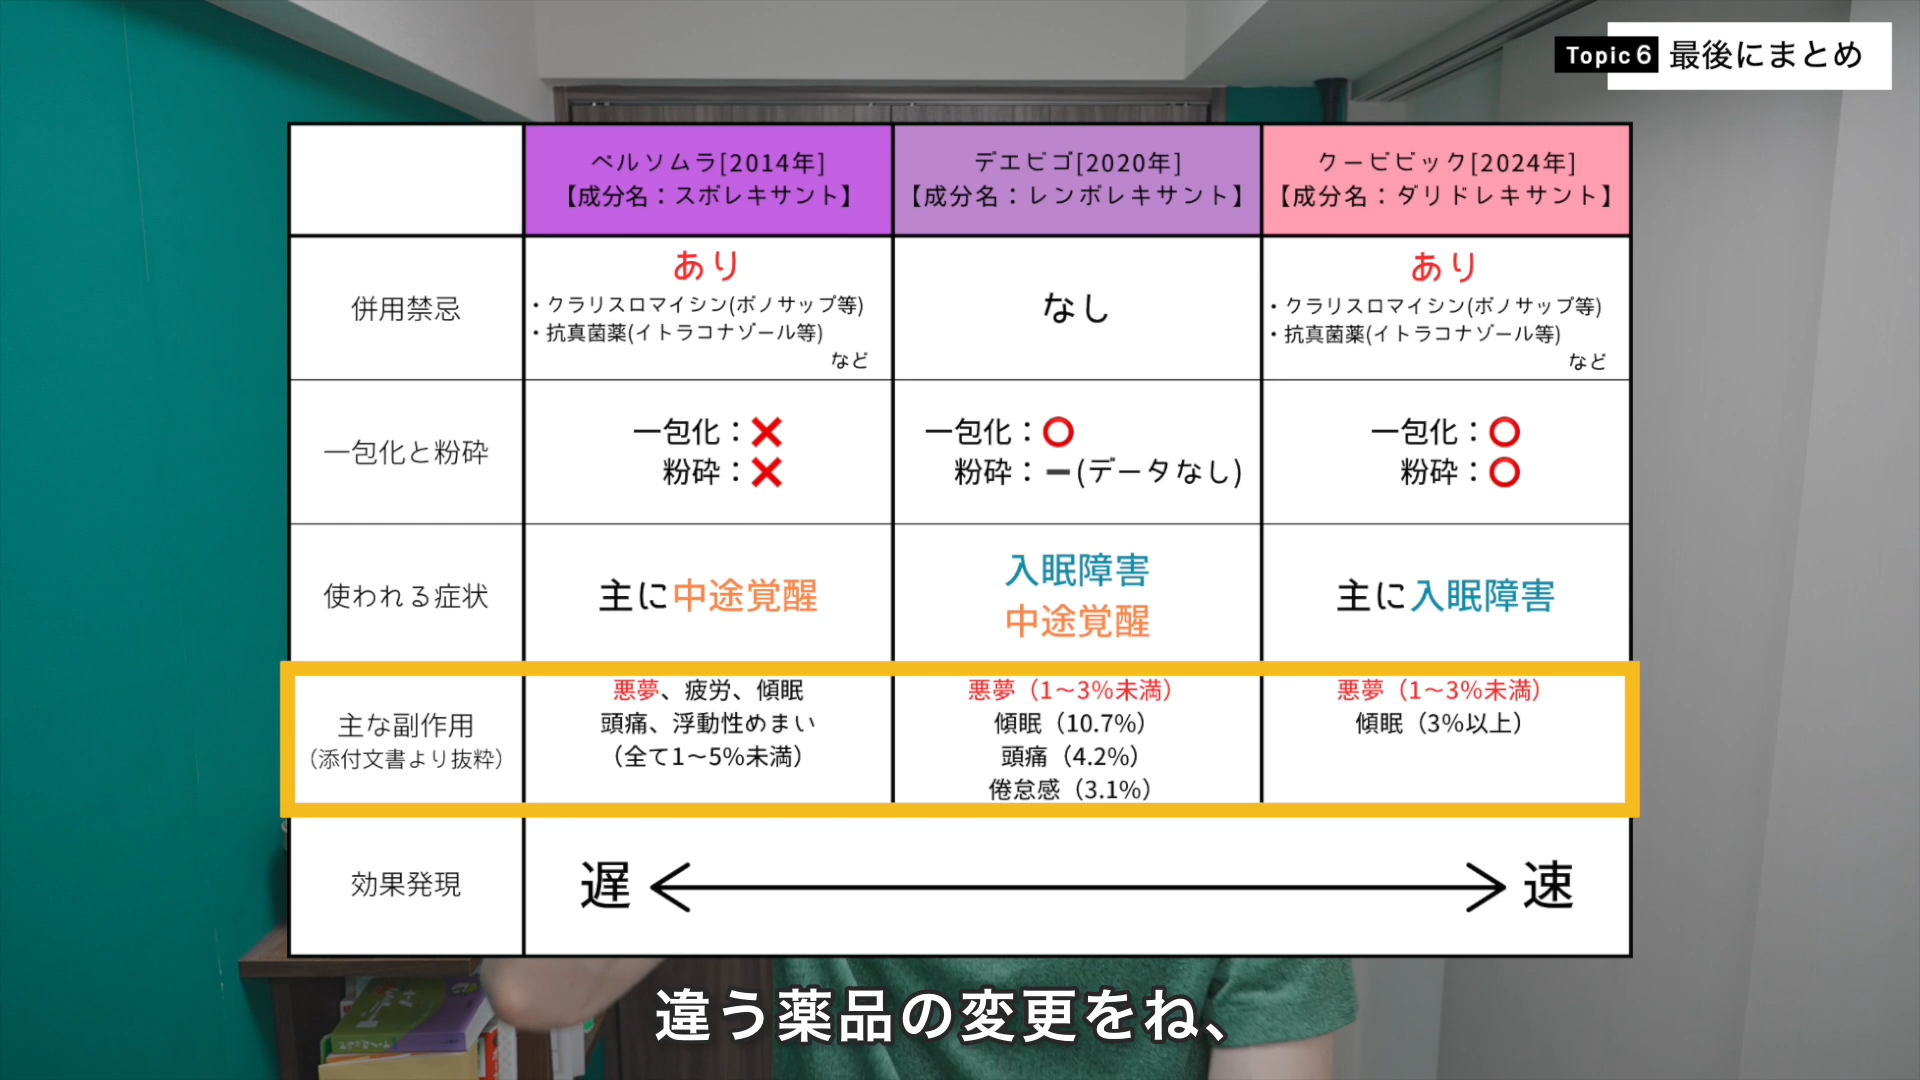 Topic 6 最後にまとめ
ベルソムラ[2014年]
【成分名：スボレキサント】
デエビゴ[2020年]
【成分名：レンボレキサント】
クービビック[2024年]
【成分名：ダリドレキサント】
併用禁忌
あり
・クラリスロマイシン(ボノサップ等)
・抗真菌薬(イトラコナゾール等)
など
なし
あり
・クラリスロマイシン(ボノサップ等)
・抗真菌薬(イトラコナゾール等)
など
一包化と粉砕
一包化：❌
粉砕：❌
一包化：⭕
粉砕：ー(データなし)
一包化：⭕
粉砕：⭕
使われる症状
主に中途覚醒
入眠障害
中途覚醒
主に入眠障害
主な副作用
（添付文書より抜粋）
悪夢、疲労、傾眠
頭痛、浮動性めまい
（全て1〜5%未満）
悪夢（1〜3%未満）
傾眠（10.7%）
頭痛（4.2%）
倦怠感（3.1%）
悪夢（1〜3%未満）
傾眠（3%以上）
効果発現
遅
速
違う薬品の変更をね、